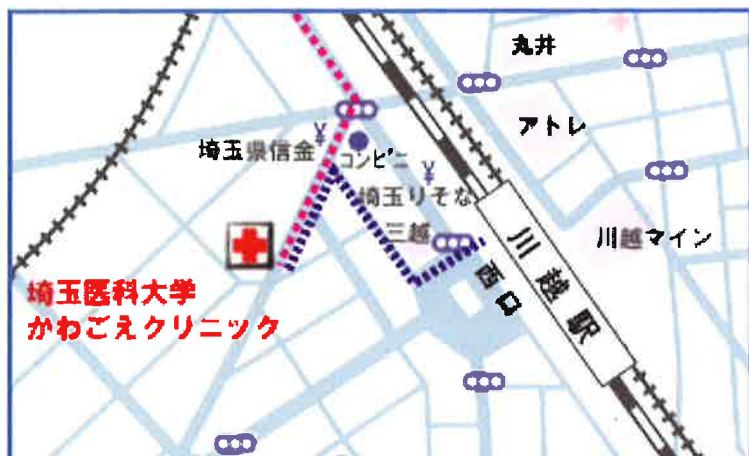 丸井
アトレ
埼玉県信金
¥
コンビニ
¥
埼玉りそな
三越
川越マイン
川越駅
西口
埼玉医科大学
かわごえクリニック